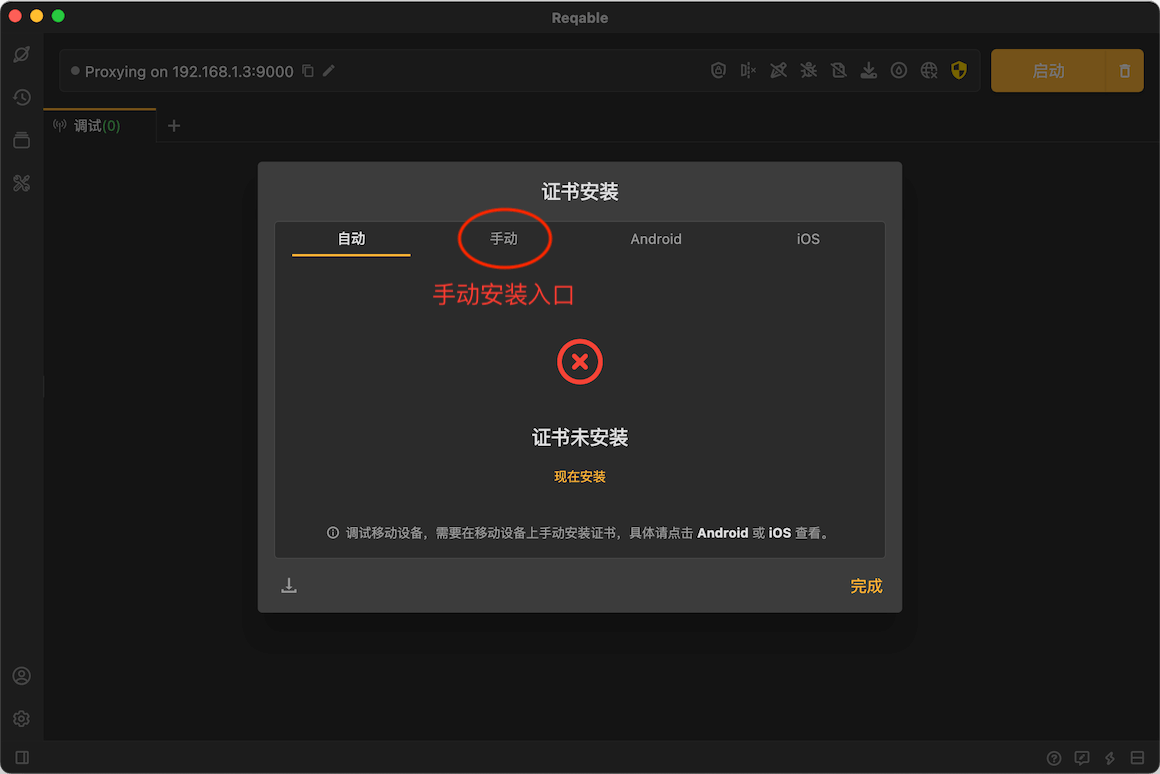 Reqable
Proxying on 192.168.1.3:9000
启动
调试(0)
证书安装
自动
手动
Android
iOS
手动安装入口
证书未安装
现在安装
调试移动设备，需要在移动设备上手动安装证书，具体请点击 Android 或 iOS 查看。
完成